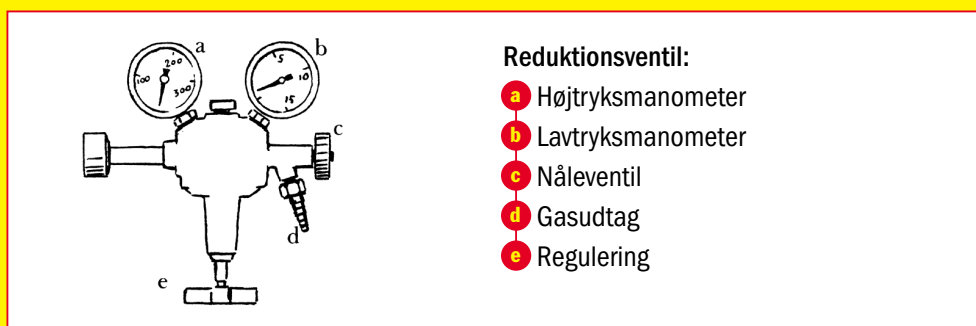 a
b
200
100
300
5
10
15
c
d
e
Reduktionsventil:
a Højtryksmanometer
b Lavtryksmanometer
c Nåleventil
d Gasudtag
e Regulering